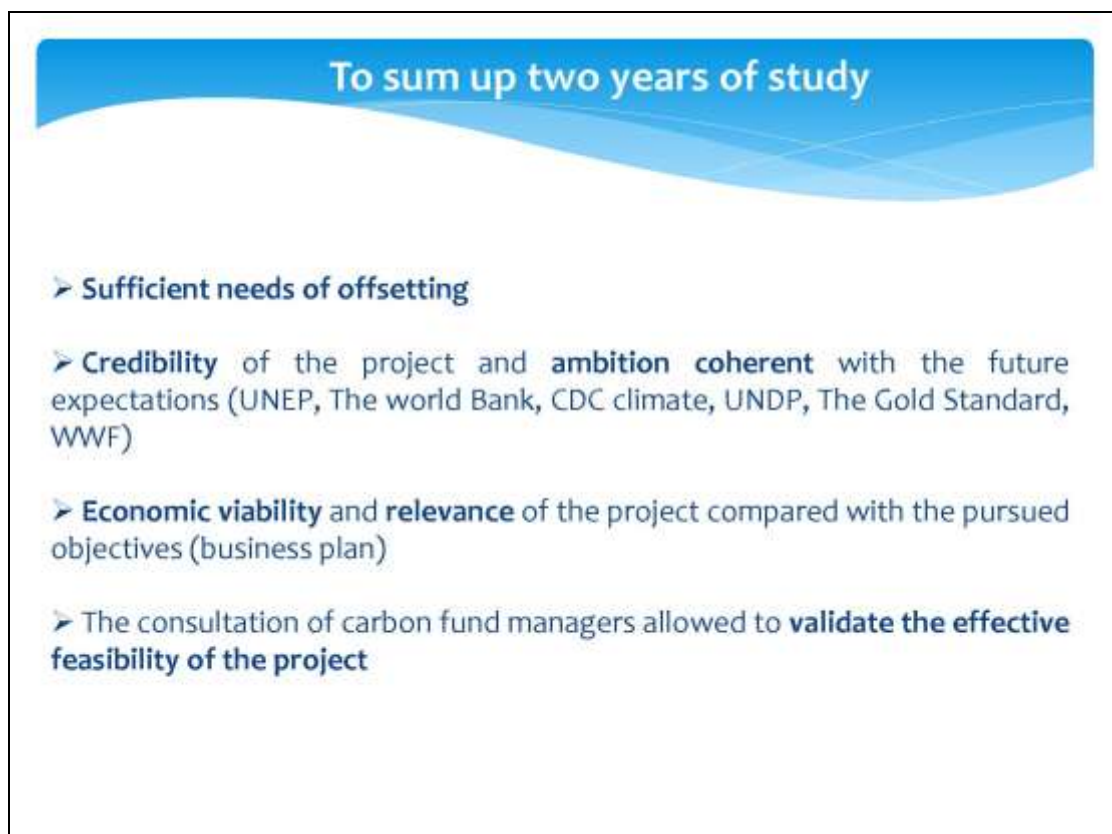 To sum up two years of study
➢ Sufficient needs of offsetting
➢ Credibility of the project and ambition coherent with the future
expectations (UNEP, The world Bank, CDC climate, UNDP, The Gold Standard,
WWF)
➢ Economic viability and relevance of the project compared with the pursued
objectives (business plan)
➢ The consultation of carbon fund managers allowed to validate the effective
feasibility of the project